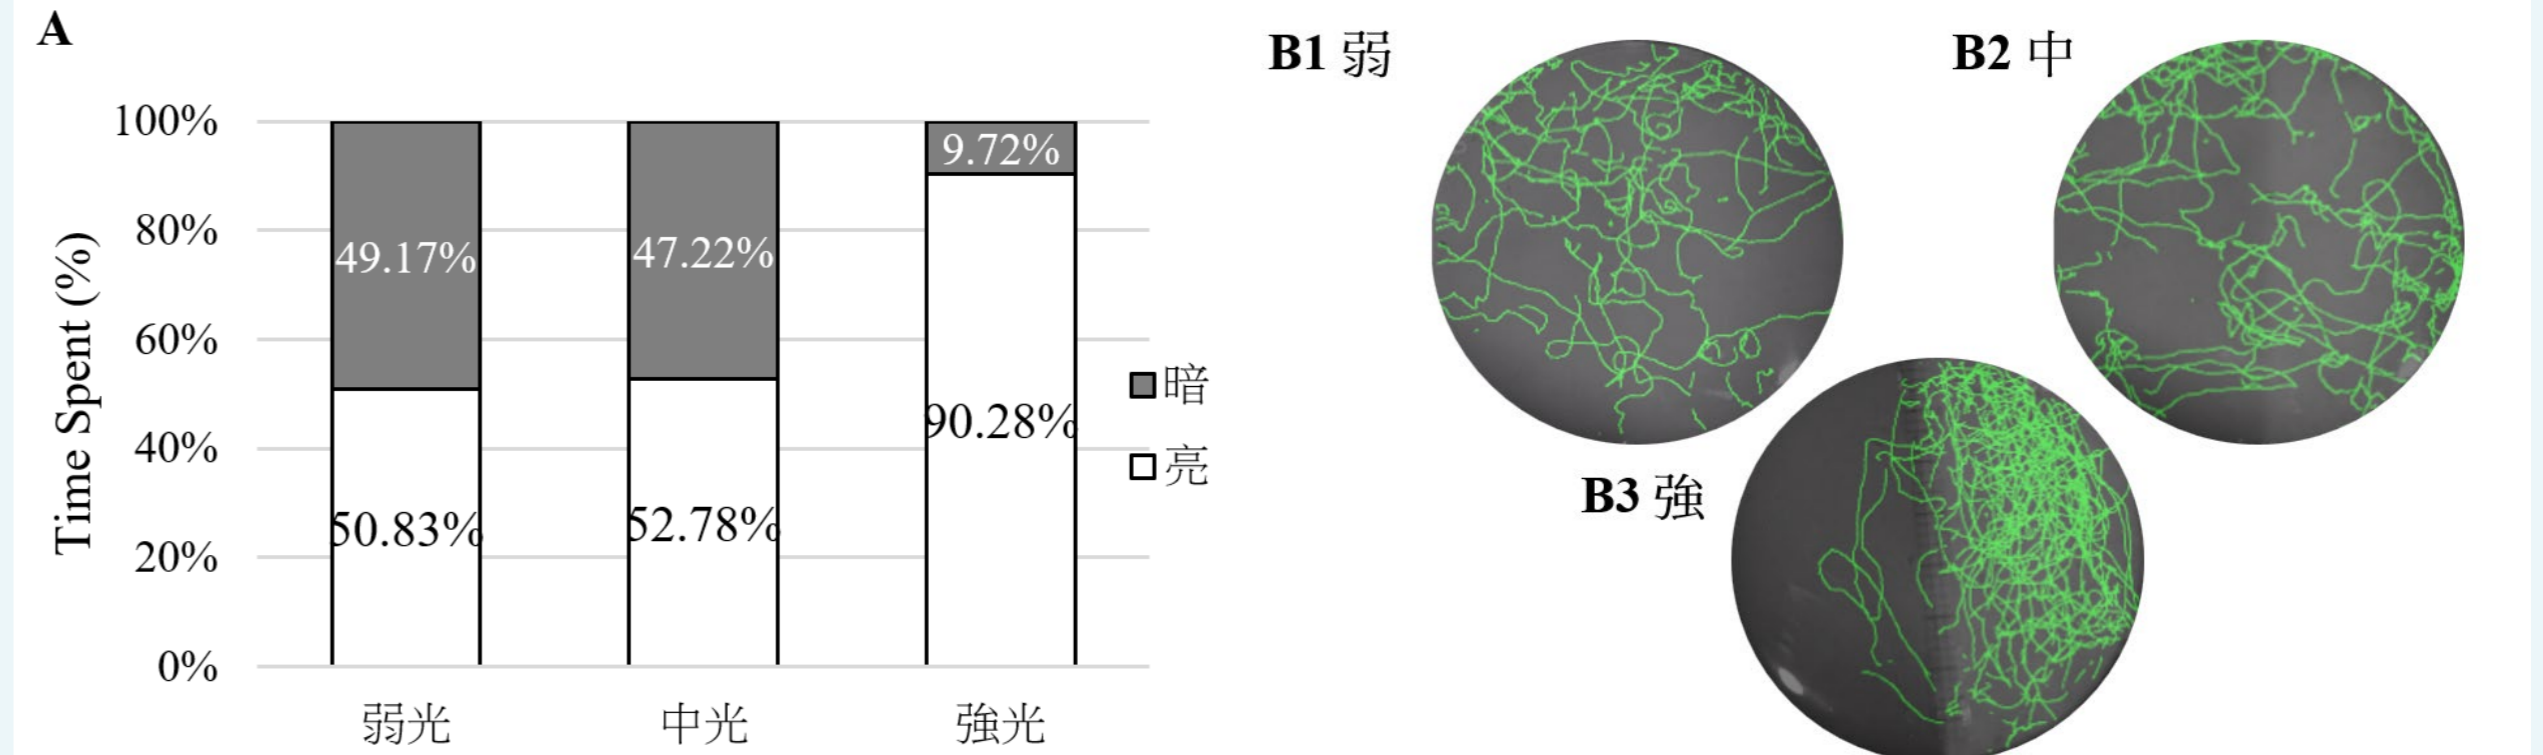 A
Time Spent (%)
100%
80%
60%
40%
20%
0%
49.17%
50.83%
47.22%
52.78%
9.72%
90.28%
弱光
中光
強光
暗
亮
B1 弱
B2 中
B3 強